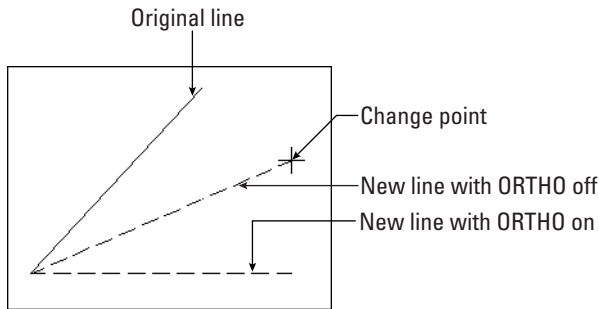 Original line
Change point
New line with ORTHO off
New line with ORTHO on